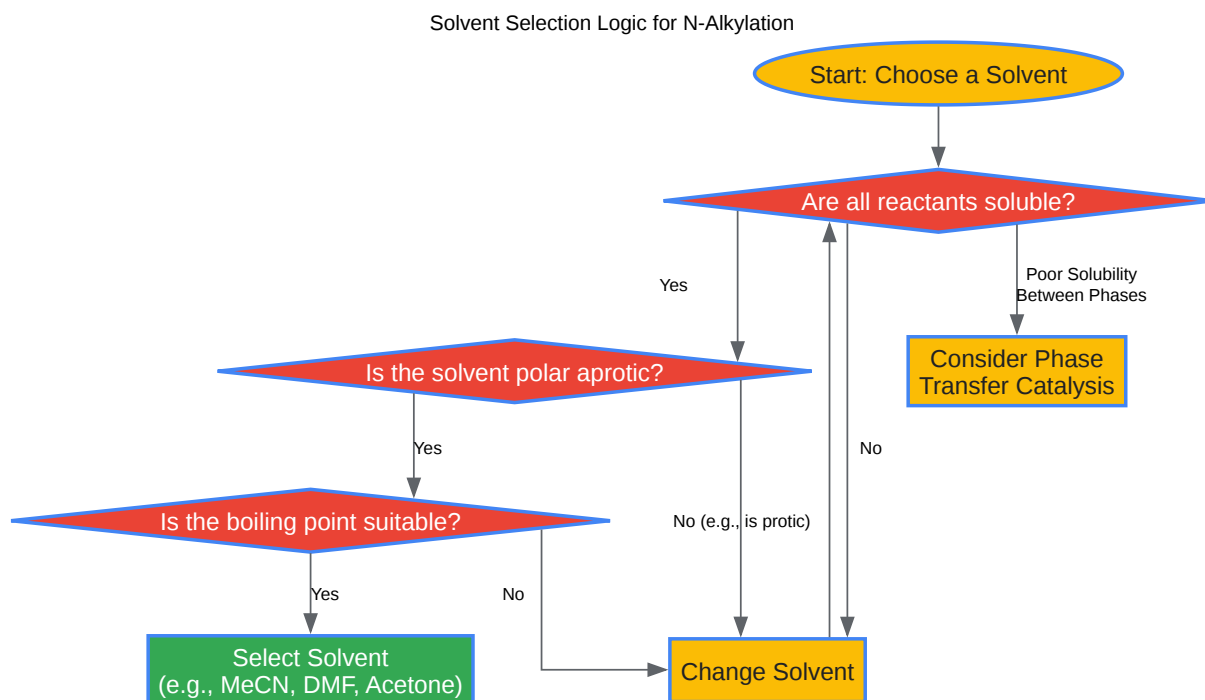 Solvent Selection Logic for N-Alkylation
Start: Choose a Solvent
Are all reactants soluble?
Yes
Poor Solubility
Between Phases
Is the solvent polar aprotic?
Consider Phase
Transfer Catalysis
Yes
No
Is the boiling point suitable?
No (e.g., is protic)
Yes
No
Select Solvent
(e.g., MeCN, DMF, Acetone)
Change Solvent